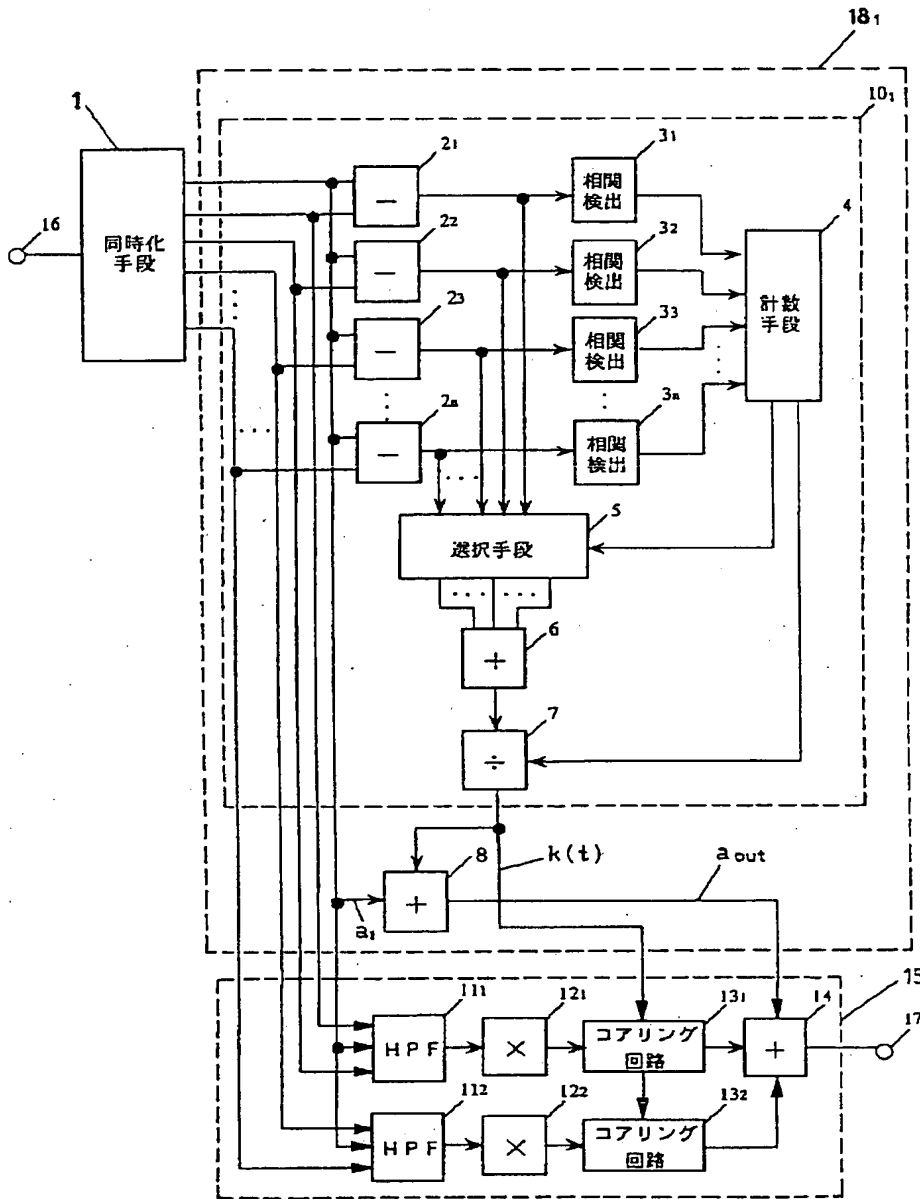 18₁
1
10₁
2₁
3₁
相関
検出
−
16
同時化
手段
4
2₂
3₂
相関
検出
−
計数
手段
2₃
3₃
相関
検出
−
2n
3n
相関
検出
−
5
選択手段
6
+
7
÷
8
k(t)
aout
+
a₁
15
11₁
12₁
13₁
14
17
HPF
×
コアリング
回路
+
11₂
12₂
13₂
HPF
×
コアリング
回路